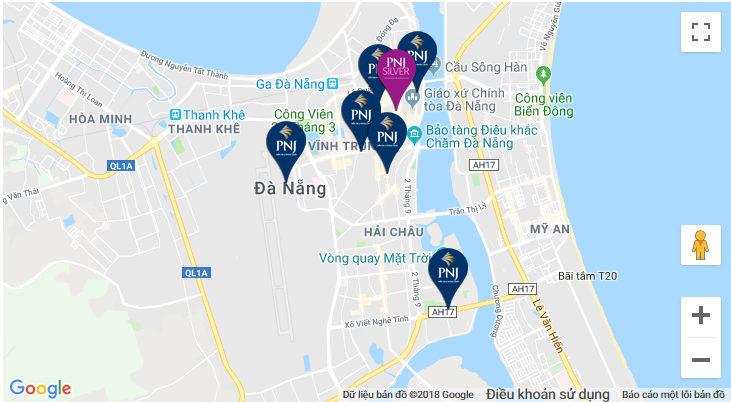 Đống Đa
Võ Nguyên Giáp
Đường Nguyễn Tất Thành
Hoàng Thị Loan
Ga Đà Nẵng
PNJ
PNJ
SILVER
PNJ
Cầu Sông Hàn
Giáo xứ Chính
tòa Đà Nẵng
Công viên
Biển Đông
HÒA MINH
Thanh Khê
THANH KHÊ
Công Viên
PNJ
PNJ
PNJ
Bảo tàng Điêu khắc
Chăm Đà Nẵng
VĨNH TRUNG
QL1A
AH17
Đà Nẵng
2 Tháng 9
Trần Thị Lý
MỸ AN
HẢI CHÂU
Vòng quay Mặt Trời
PNJ
QL1A
Bãi tắm T20
2 Tháng 9
AH17
AH17
Chương Dương
Lê Văn Hiến
Xô Viết Nghệ Tĩnh
Google
Dữ liệu bản đồ ©2018 Google
Điều khoản sử dụng
Báo cáo một lỗi bản đồ